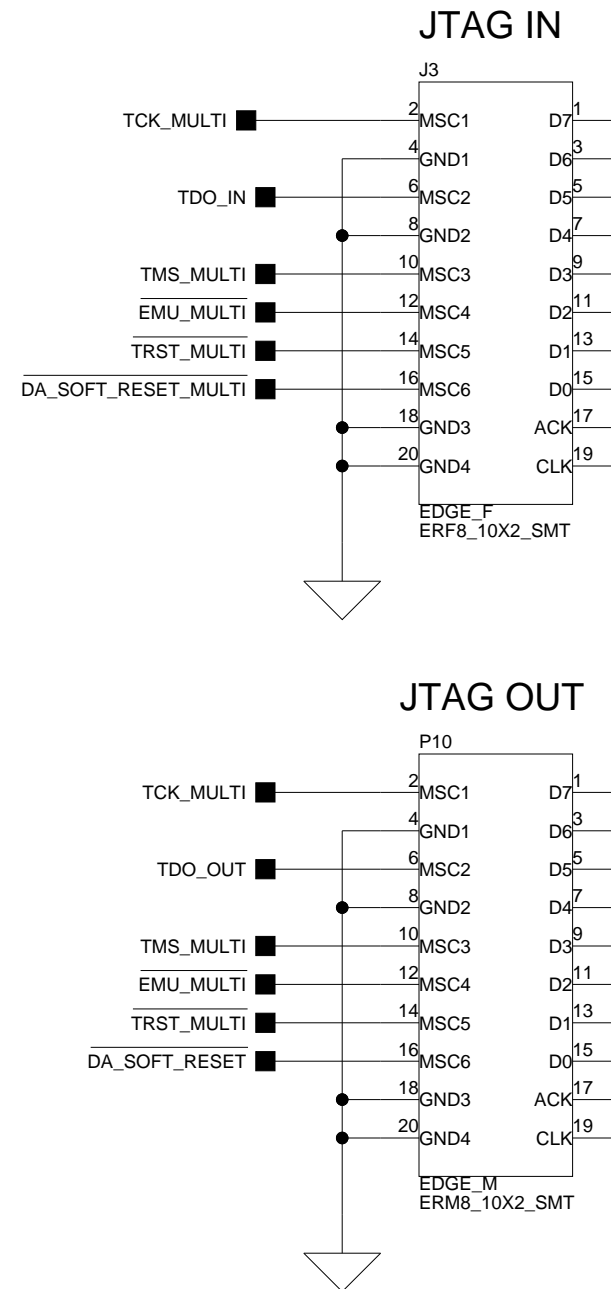 JTAG IN
J3
TCK_MULTI 2 MSC1 D7 1
4 GND1 D6 3
TDO_IN 6 MSC2 D5 5
8 GND2 D4 7
TMS_MULTI 10 MSC3 D3 9
EMU_MULTI 12 MSC4 D2 11
TRST_MULTI 14 MSC5 D1 13
DA_SOFT_RESET_MULTI 16 MSC6 D0 15
18 GND3 ACK 17
20 GND4 CLK 19
EDGE_F
ERF8_10X2_SMT
JTAG OUT
P10
TCK_MULTI 2 MSC1 D7 1
4 GND1 D6 3
TDO_OUT 6 MSC2 D5 5
8 GND2 D4 7
TMS_MULTI 10 MSC3 D3 9
EMU_MULTI 12 MSC4 D2 11
TRST_MULTI 14 MSC5 D1 13
DA_SOFT_RESET 16 MSC6 D0 15
18 GND3 ACK 17
20 GND4 CLK 19
EDGE_M
ERM8_10X2_SMT